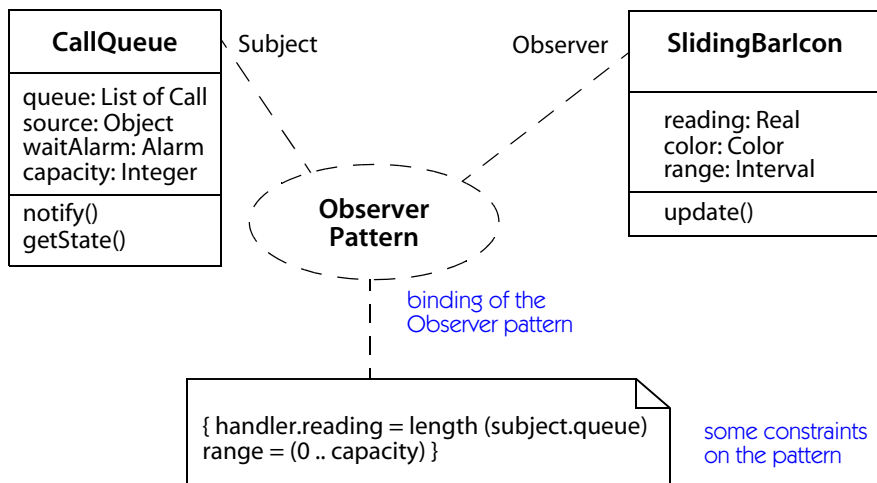 CallQueue
Subject
queue: List of Call
source: Object
waitAlarm: Alarm
capacity: Integer
notify()
getState()
Observer
SlidingBarIcon
reading: Real
color: Color
range: Interval
update()
Observer
Pattern
binding of the
Observer pattern
{ handler.reading = length (subject.queue)
range = (0 .. capacity) }
some constraints
on the pattern